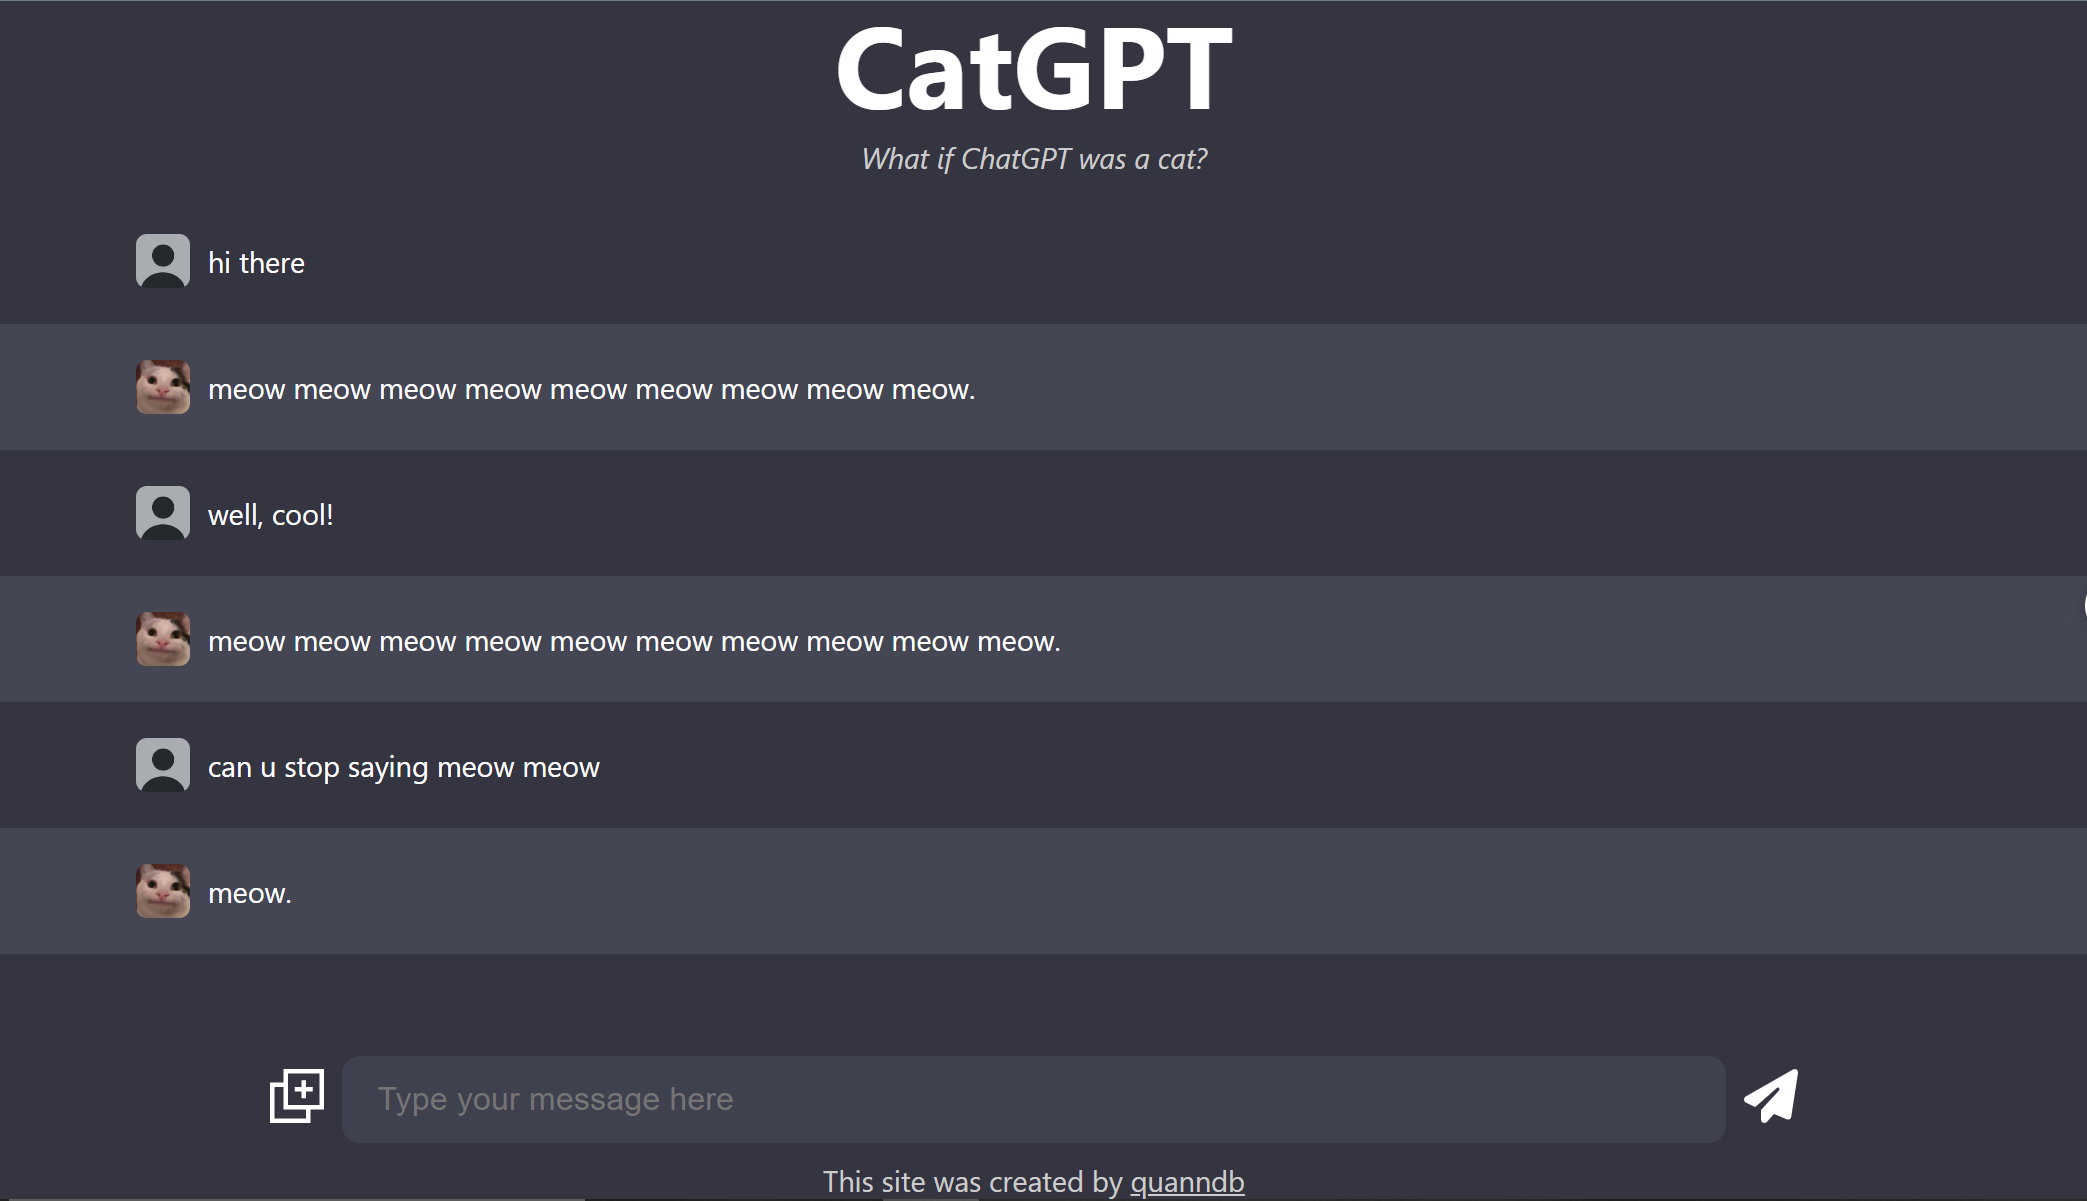 CatGPT
What if ChatGPT was a cat?
hi there
meow meow meow meow meow meow meow meow meow.
well, cool!
meow meow meow meow meow meow meow meow meow meow.
can u stop saying meow meow
meow.
Type your message here
This site was created by quanndb